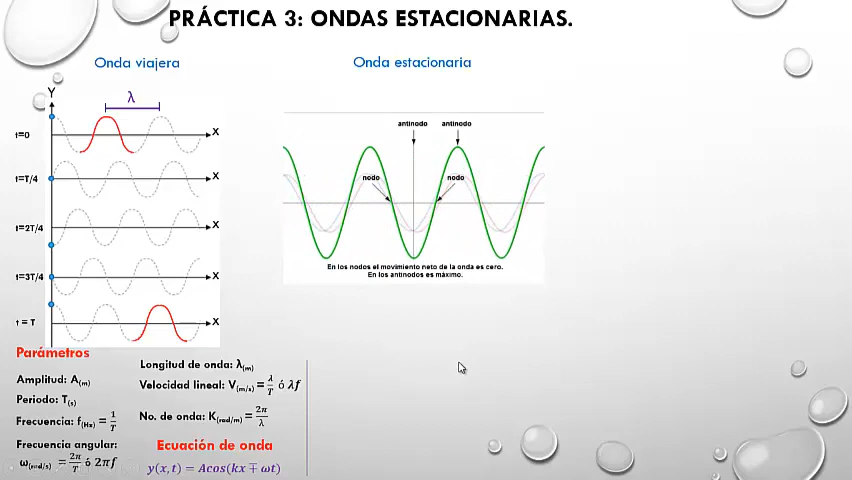 PRÁCTICA 3: ONDAS ESTACIONARIAS.
Onda viajera
Y
λ
t=0
X
t=T/4
X
t=2T/4
X
t=3T/4
X
t = T
X
Parámetros
Amplitud: A(m)
Periodo: T(s)
Frecuencia: f(Hz) = 1/T
Frecuencia angular:
ω(rad/s) = 2π/T ó 2πf
Longitud de onda: λ(m)
Velocidad lineal: V(m/s) = λ/T ó λf
No. de onda: K(rad/m) = 2π/λ
Ecuación de onda
y(x, t) = Acos(kx ∓ ωt)
Onda estacionaria
antinodo antinodo
nodo nodo
En los nodos el movimiento neto de la onda es cero.
En los antinodos es máximo.